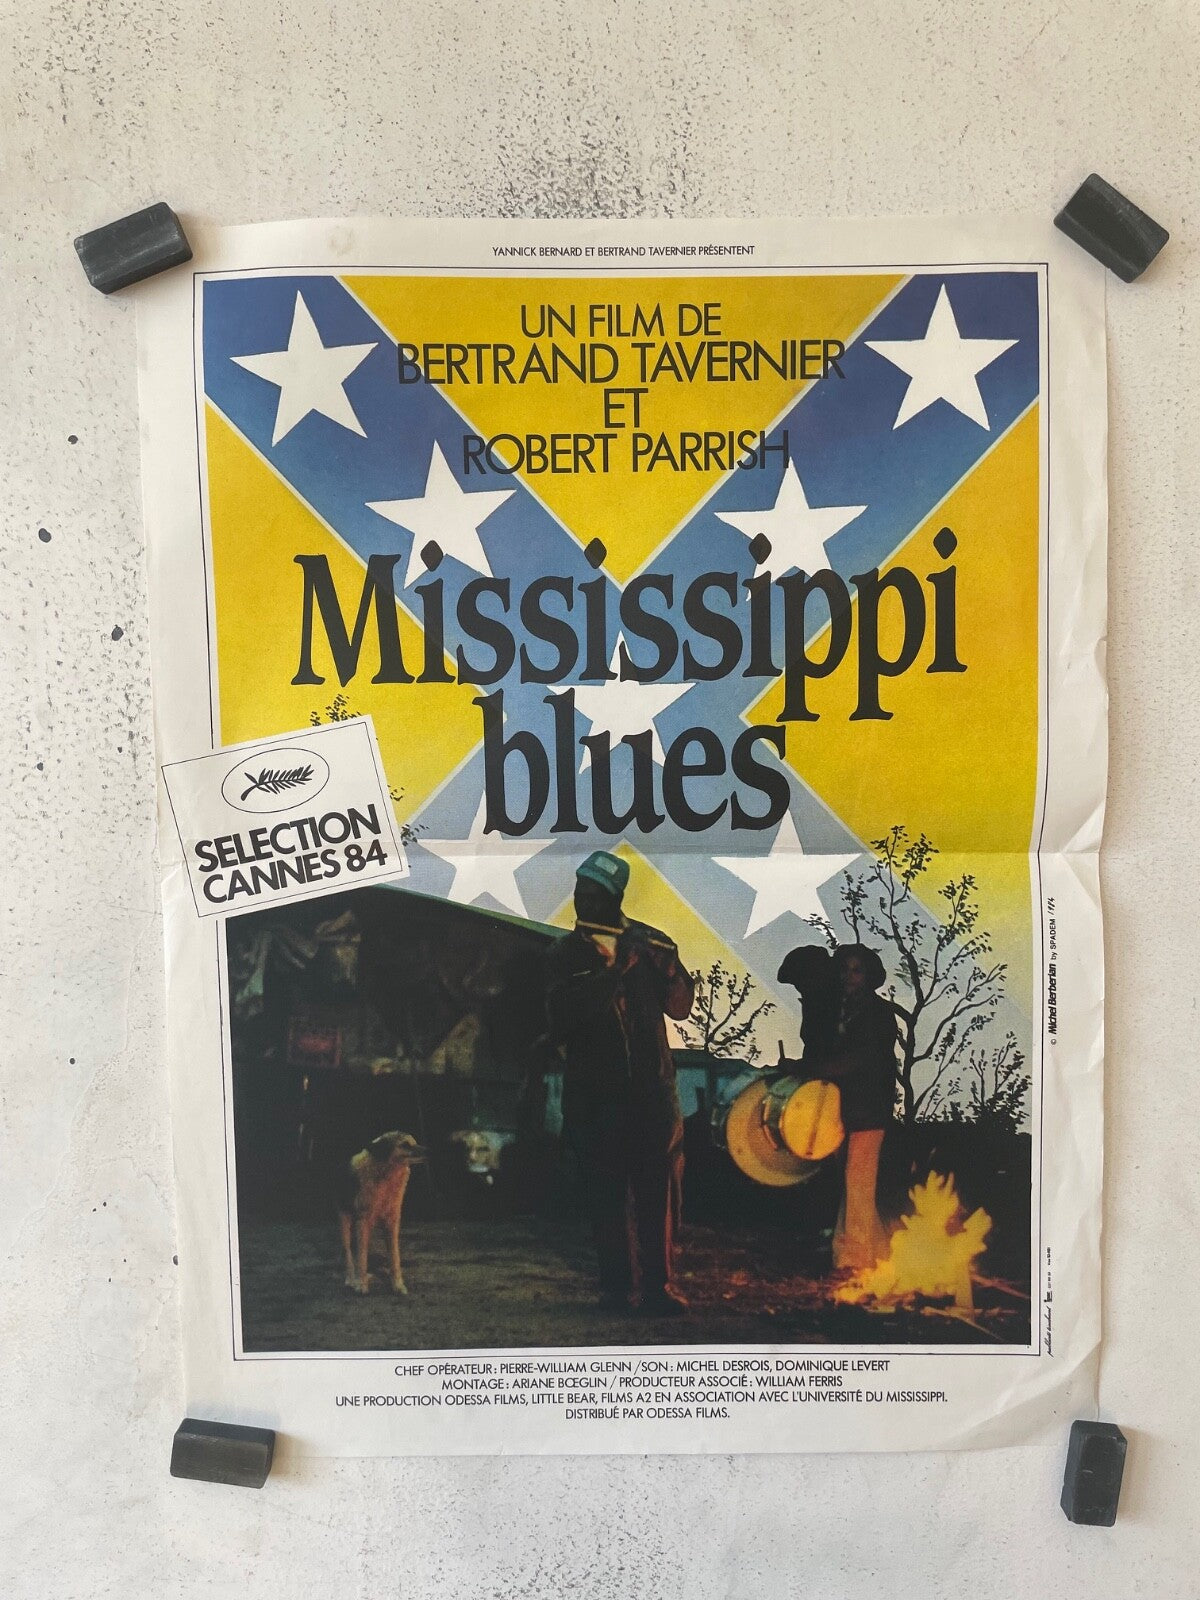 YANNICK BERNARD ET BERTRAND TAVERNIER PRÉSENTENT
UN FILM DE
BERTRAND TAVERNIER
ET
ROBERT PARRISH
Mississippi
blues
SELECTION
CANNES 84
© Michel Berberian by SPADEM 1984
CHEF OPÉRATEUR : PIERRE-WILLIAM GLENN / SON : MICHEL DESROIS, DOMINIQUE LEVERT
MONTAGE : ARIANE BŒGLIN / PRODUCTEUR ASSOCIÉ : WILLIAM FERRIS
UNE PRODUCTION ODESSA FILMS, LITTLE BEAR, FILMS A2 EN ASSOCIATION AVEC L'UNIVERSITÉ DU MISSISSIPPI.
DISTRIBUÉ PAR ODESSA FILMS.